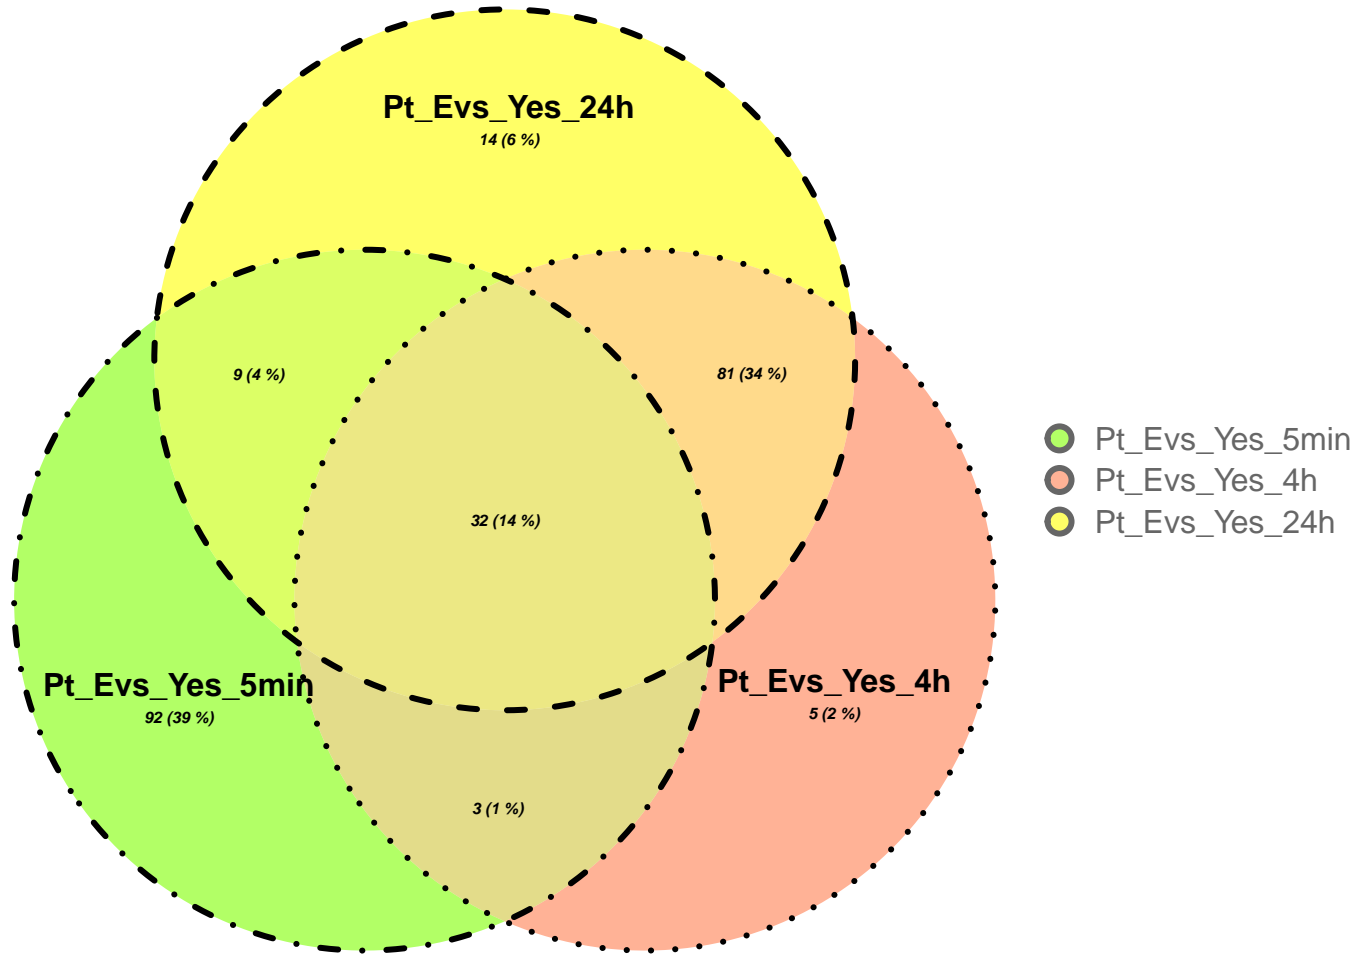 Pt_Evs_Yes_24h
14 (6 %)
9 (4 %)
81 (34 %)
Pt_Evs_Yes_5min
Pt_Evs_Yes_4h
Pt_Evs_Yes_24h
32 (14 %)
Pt_Evs_Yes_5min
92 (39 %)
Pt_Evs_Yes_4h
5 (2 %)
3 (1 %)